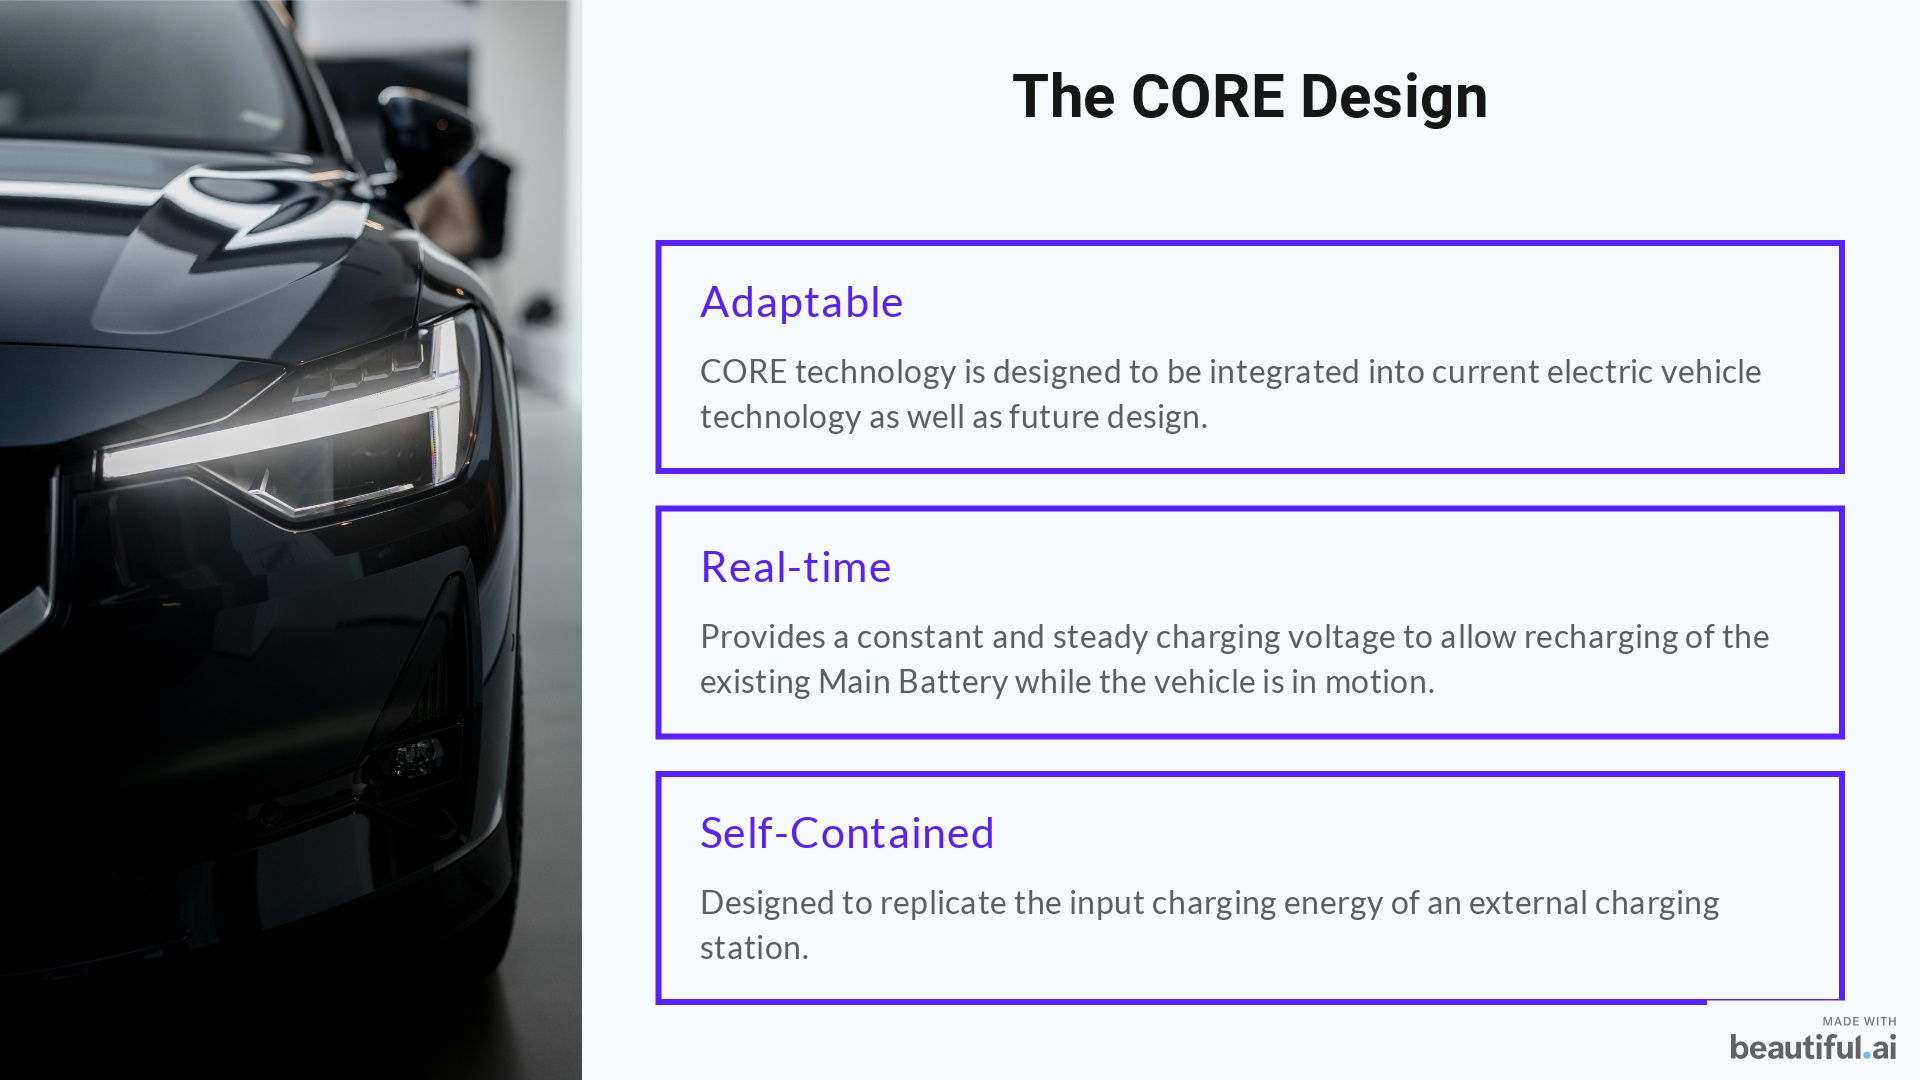 The CORE Design
Adaptable
CORE technology is designed to be integrated into current electric vehicle
technology as well as future design.
Real-time
Provides a constant and steady charging voltage to allow recharging of the
existing Main Battery while the vehicle is in motion.
Self-Contained
Designed to replicate the input charging energy of an external charging
station.
MADE WITH
beautiful.ai